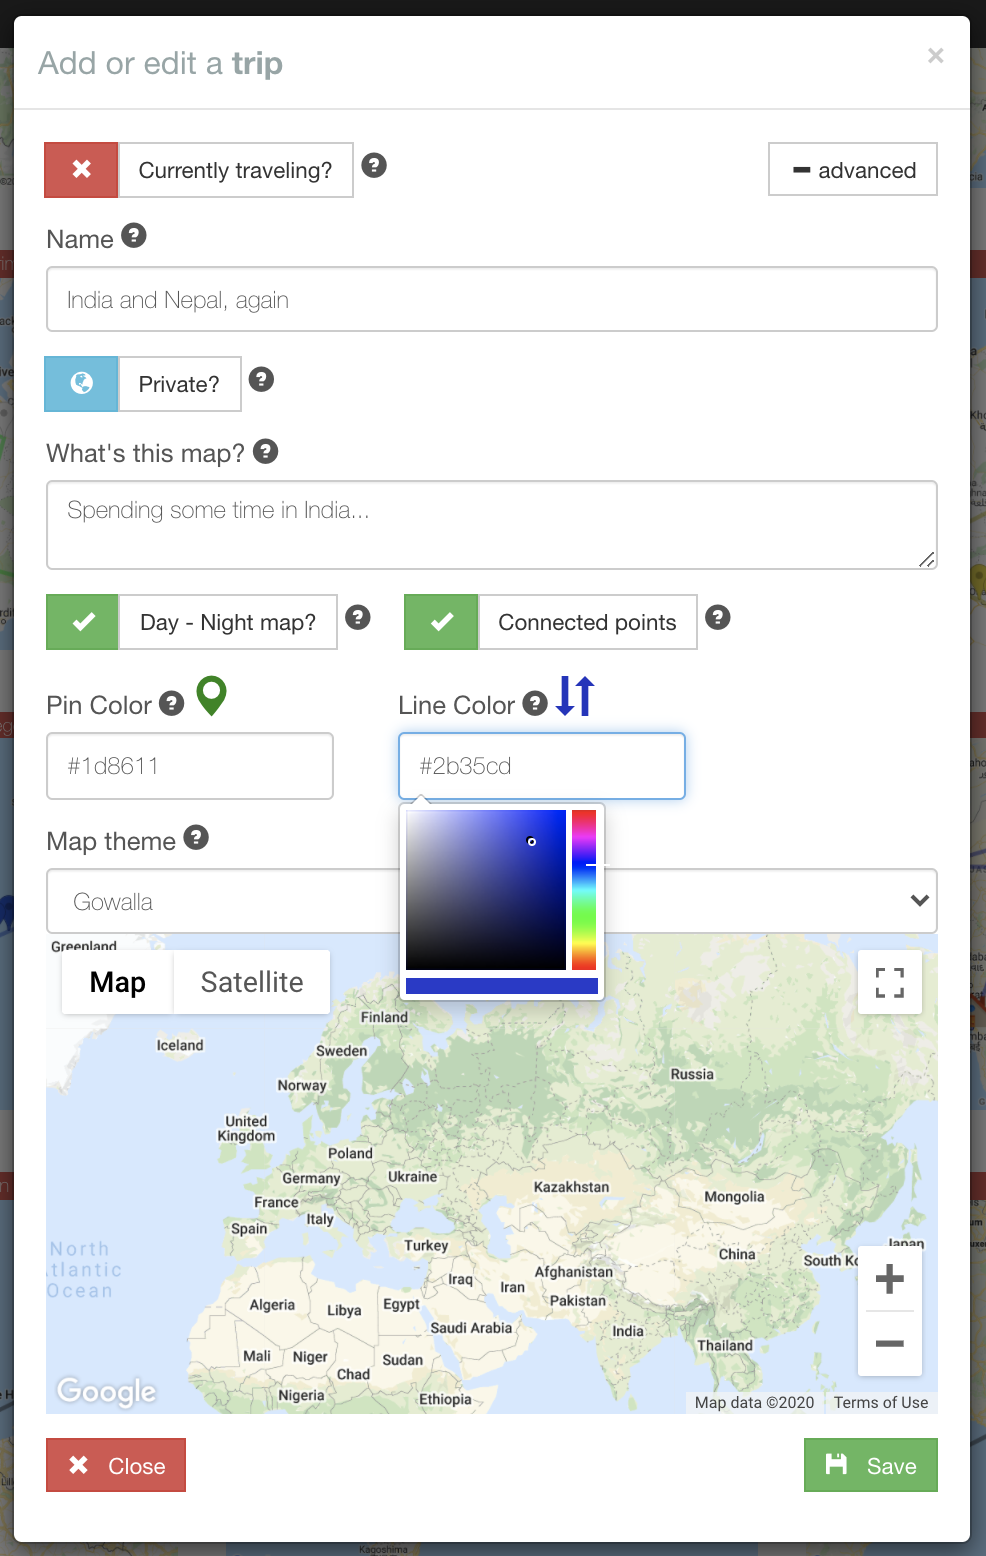 Add or edit a trip
×
Currently traveling?
advanced
Name
India and Nepal, again
Private?
What's this map?
Spending some time in India...
Day - Night map?
Connected points
Pin Color
Line Color
#1d8611
#2b35cd
Map theme
Gowalla
Greenland
Map
Satellite
Finland
Iceland
Sweden
Russia
Norway
United
Kingdom
Poland
Germany
Ukraine
Kazakhstan
France
Mongolia
Italy
Spain
Turkey
Japan
North
Atlantic
Ocean
China
South Ko
Iraq
Afghanistan
Iran
Pakistan
Algeria
Libya
Egypt
Saudi Arabia
India
Thailand
Mali
Niger
Sudan
Chad
Google
Nigeria
Ethiopia
Map data ©2020
Terms of Use
Close
Save
Kagoshima